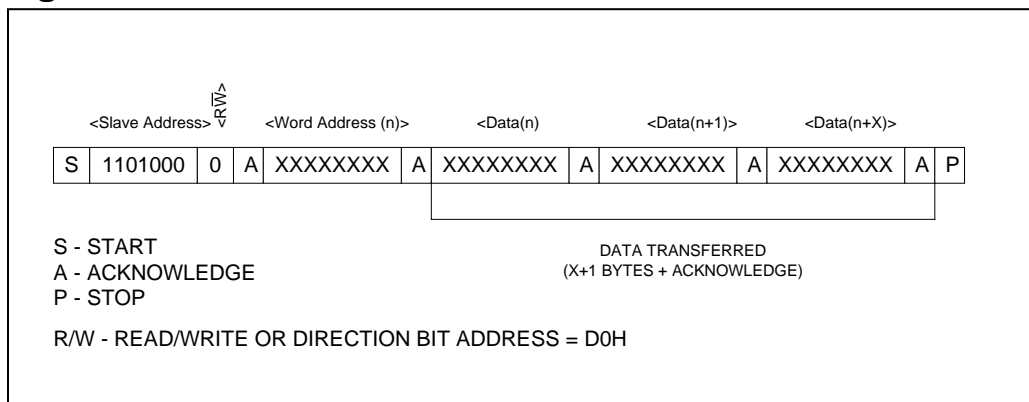 <Slave Address> <RW> <Word Address (n)> <Data(n) <Data(n+1)> <Data(n+X)>
S 1101000 0 A XXXXXXXX A XXXXXXXX A XXXXXXXX A XXXXXXXX A P
DATA TRANSFERRED
(X+1 BYTES + ACKNOWLEDGE)
S - START
A - ACKNOWLEDGE
P - STOP
R/W - READ/WRITE OR DIRECTION BIT ADDRESS = D0H